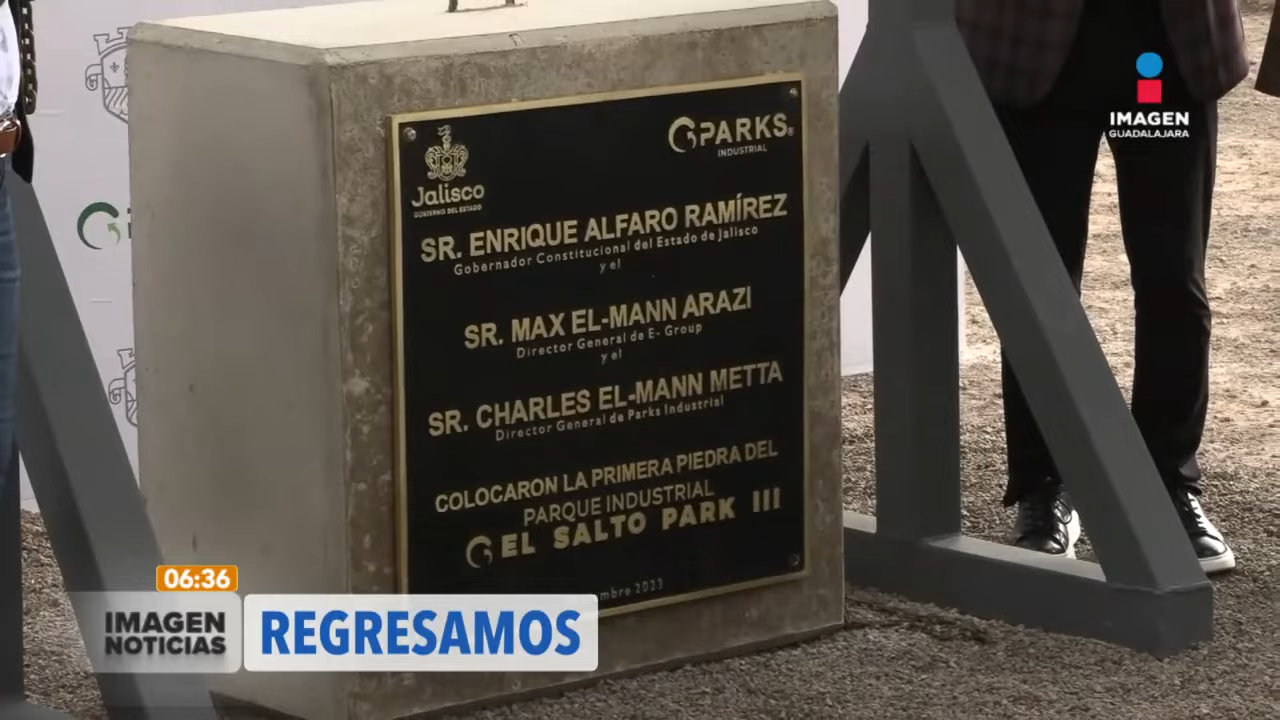 IMAGEN
GUADALAJARA
Jalisco
GOBIERNO DEL ESTADO
PARKS®
INDUSTRIAL
SR. ENRIQUE ALFARO RAMÍREZ
Gobernador Constitucional del Estado de Jalisco
y el
SR. MAX EL-MANN ARAZI
Director General de E- Group
y el
SR. CHARLES EL-MANN METTA
Director General de Parks Industrial
COLOCARON LA PRIMERA PIEDRA DEL
PARQUE INDUSTRIAL
EL SALTO PARK III
2023
06:36
IMAGEN
NOTICIAS
REGRESAMOS